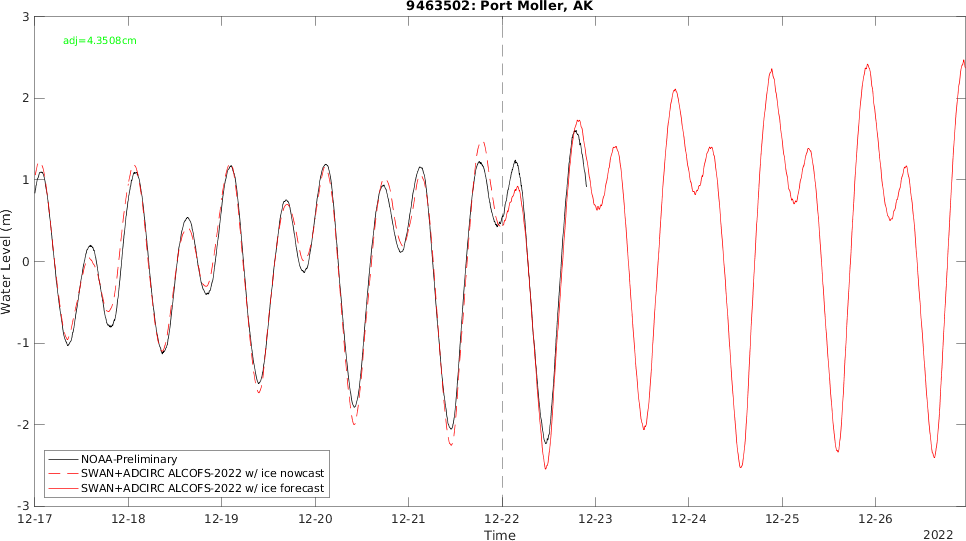 9463502: Port Moller, AK
adj=4.3508cm
Water Level (m)
3
2
1
0
-1
-2
-3
NOAA-Preliminary
SWAN+ADCIRC ALCOFS-2022 w/ ice nowcast
SWAN+ADCIRC ALCOFS-2022 w/ ice forecast
12-17 12-18 12-19 12-20 12-21 12-22 12-23 12-24 12-25 12-26
Time
2022